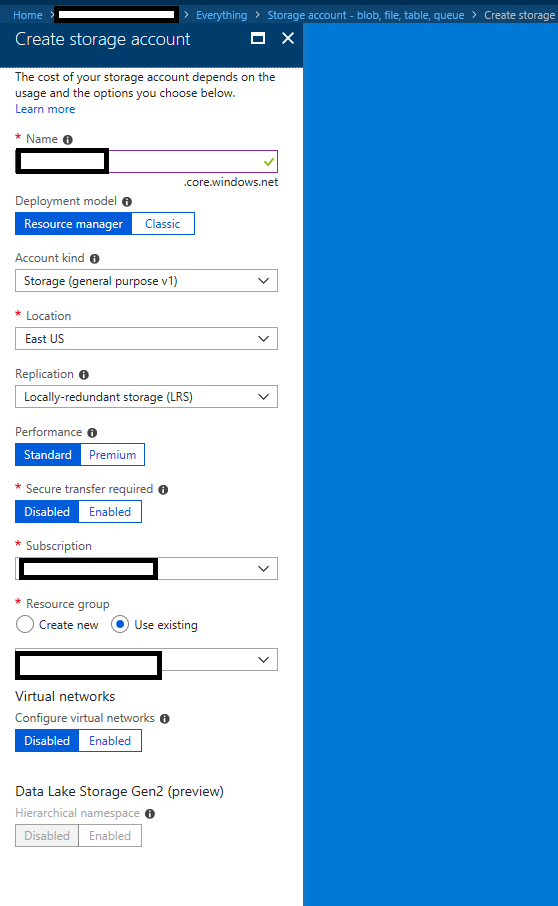 Home > > Everything > Storage account - blob, file, table, queue > Create storage
Create storage account
The cost of your storage account depends on the
usage and the options you choose below.
Learn more
* Name
.core.windows.net
Deployment model
Resource manager Classic
Account kind
Storage (general purpose v1)
* Location
East US
Replication
Locally-redundant storage (LRS)
Performance
Standard Premium
* Secure transfer required
Disabled Enabled
* Subscription
* Resource group
Create new Use existing
Virtual networks
Configure virtual networks
Disabled Enabled
Data Lake Storage Gen2 (preview)
Hierarchical namespace
Disabled Enabled